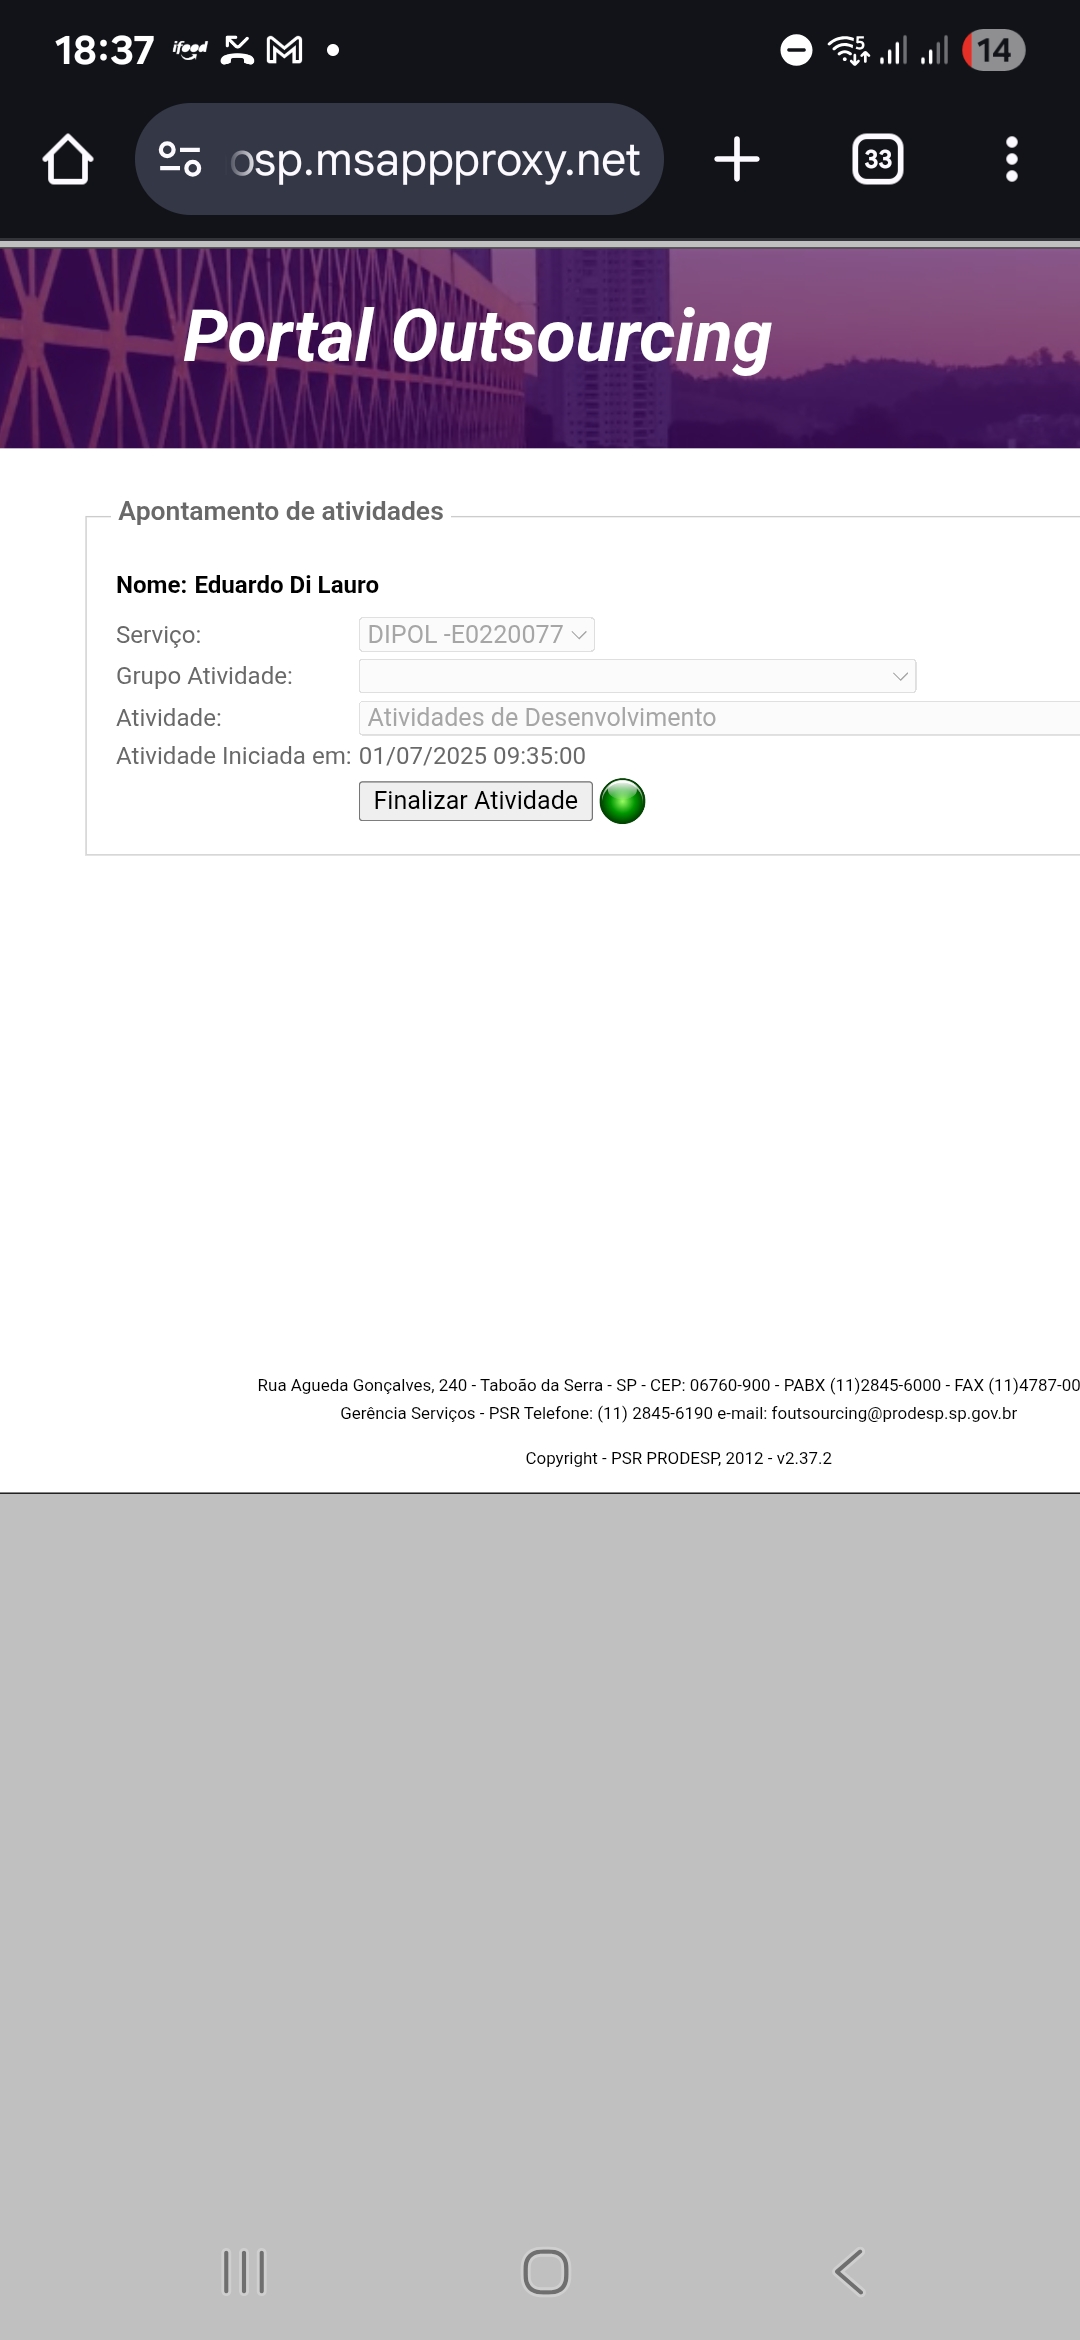 18:37 ifood 5 14
osp.msappproxy.net 33
Portal Outsourcing
Apontamento de atividades
Nome: Eduardo Di Lauro
Serviço: DIPOL -E0220077
Grupo Atividade:
Atividade: Atividades de Desenvolvimento
Atividade Iniciada em: 01/07/2025 09:35:00
Finalizar Atividade
Rua Agueda Gonçalves, 240 - Taboão da Serra - SP - CEP: 06760-900 - PABX (11)2845-6000 - FAX (11)4787-00
Gerência Serviços - PSR Telefone: (11) 2845-6190 e-mail: foutsourcing@prodesp.sp.gov.br
Copyright - PSR PRODESP, 2012 - v2.37.2